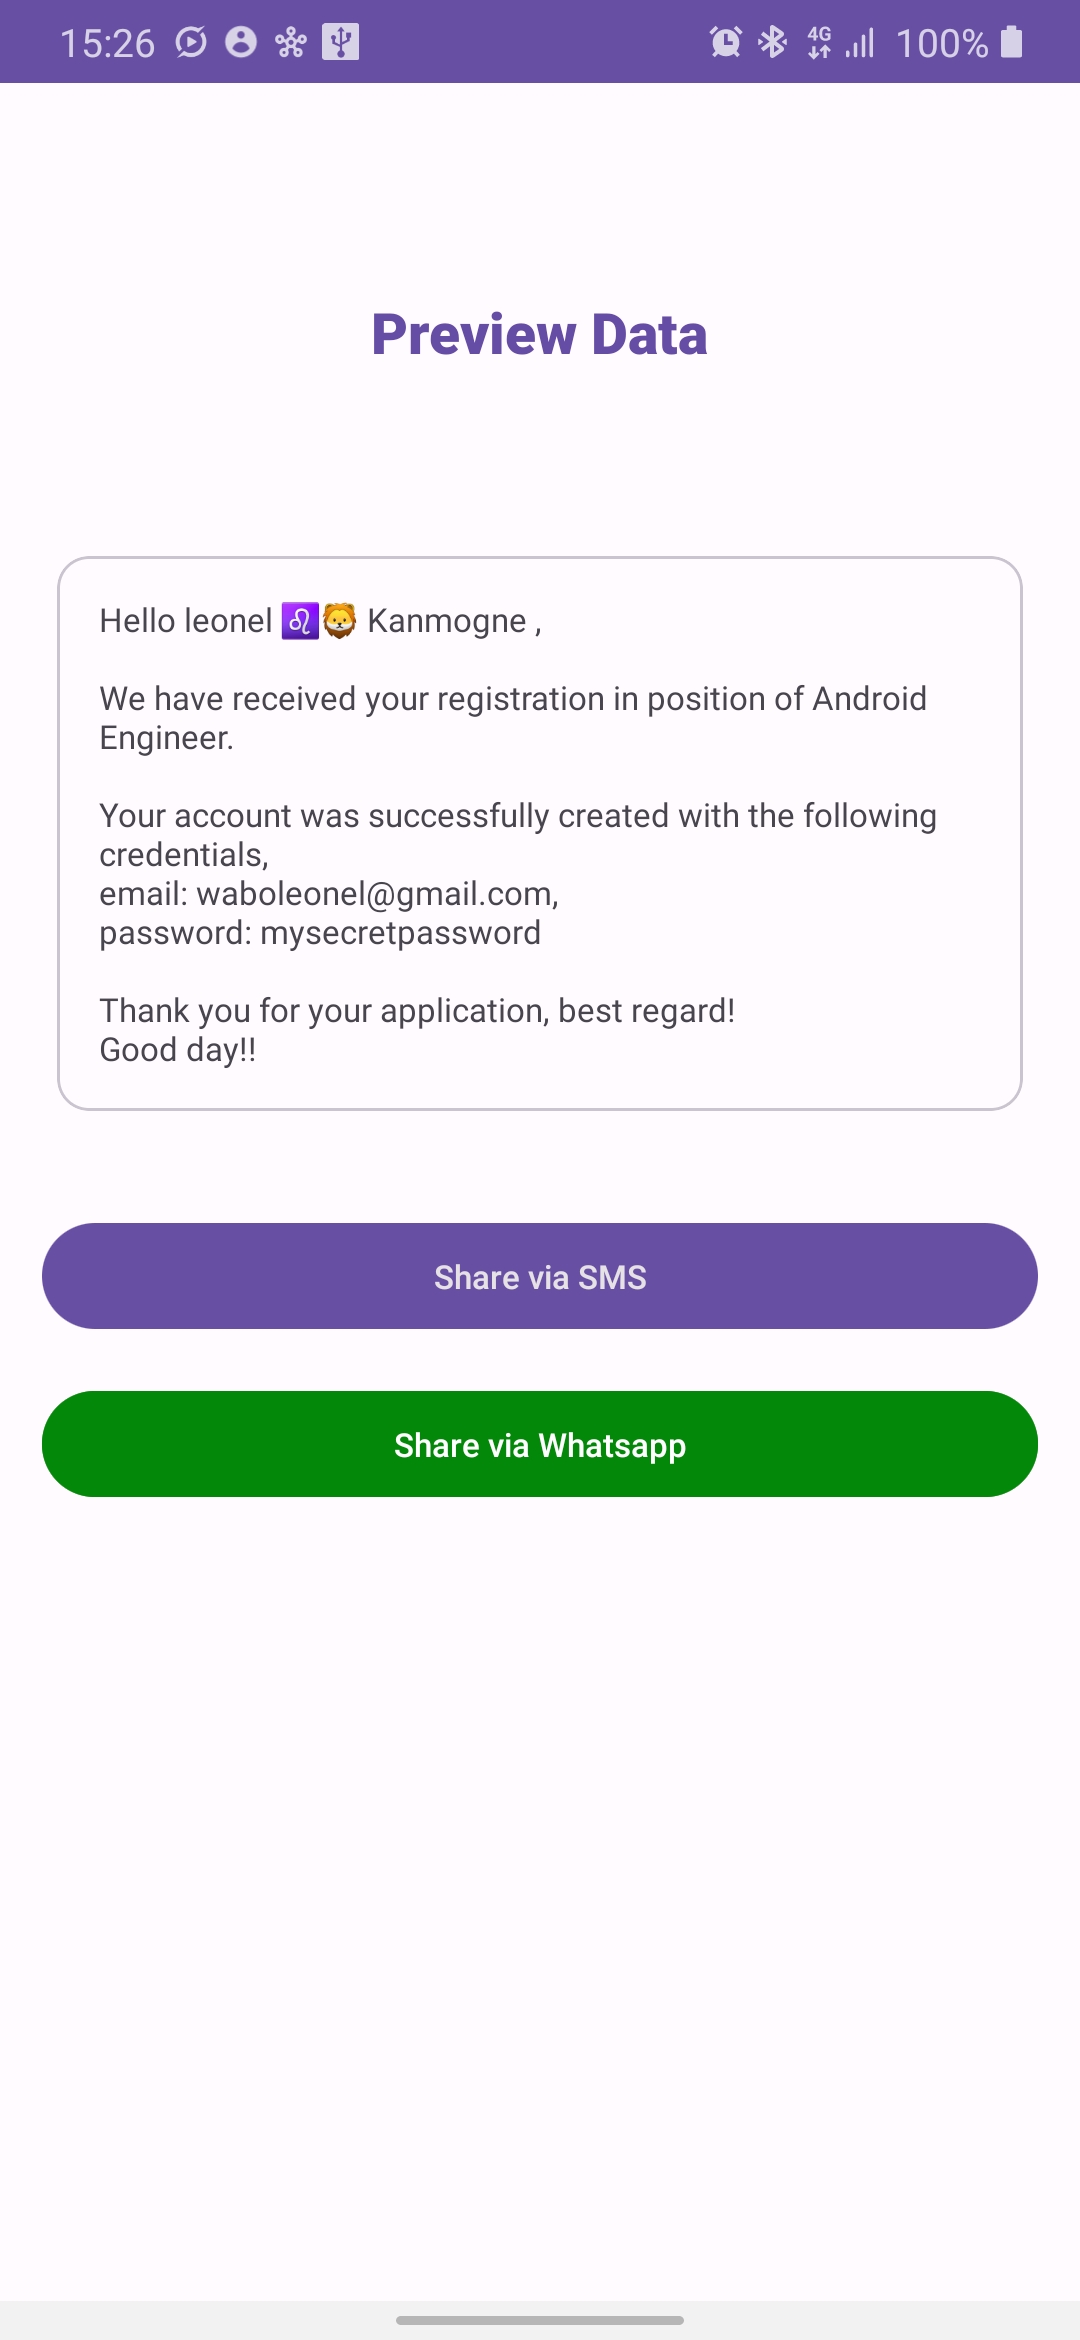 15:26 4G 100%
Preview Data
Hello leonel ♌🦁 Kanmogne ,
We have received your registration in position of Android
Engineer.
Your account was successfully created with the following
credentials,
email: waboleonel@gmail.com,
password: mysecretpassword
Thank you for your application, best regard!
Good day!!
Share via SMS
Share via Whatsapp